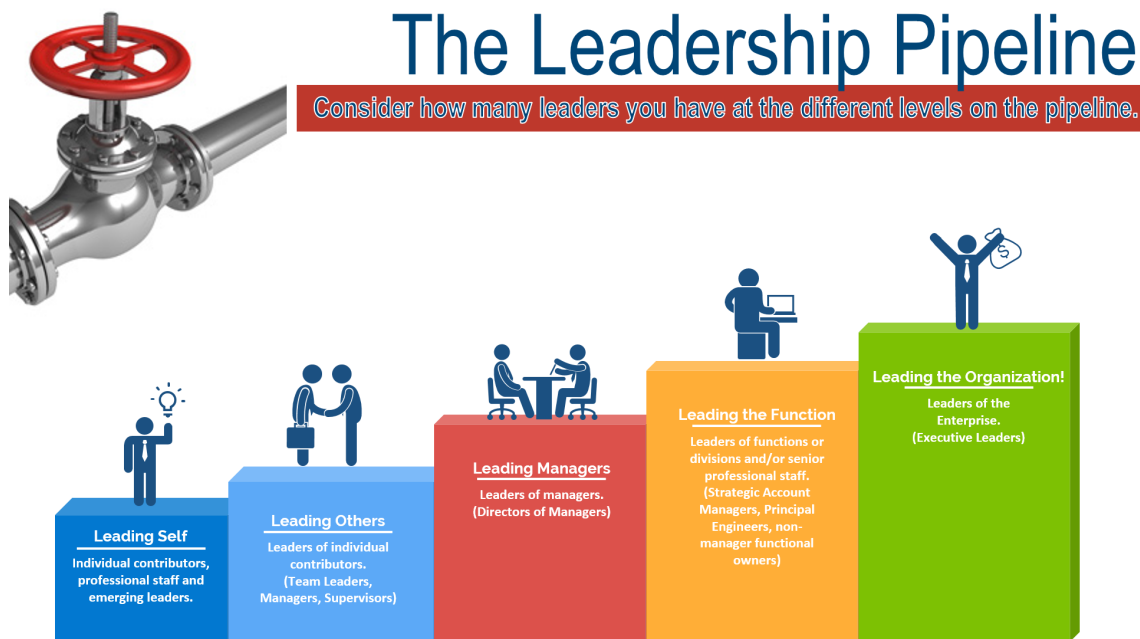 The Leadership Pipeline
Consider how many leaders you have at the different levels on the pipeline.
Leading Self
Individual contributors,
professional staff and
emerging leaders.
Leading Others
Leaders of individual
contributors.
(Team Leaders,
Managers, Supervisors)
Leading Managers
Leaders of managers.
(Directors of Managers)
Leading the Function
Leaders of functions or
divisions and/or senior
professional staff.
(Strategic Account
Managers, Principal
Engineers, non-
manager functional
owners)
$
Leading the Organization!
Leaders of the
Enterprise.
(Executive Leaders)